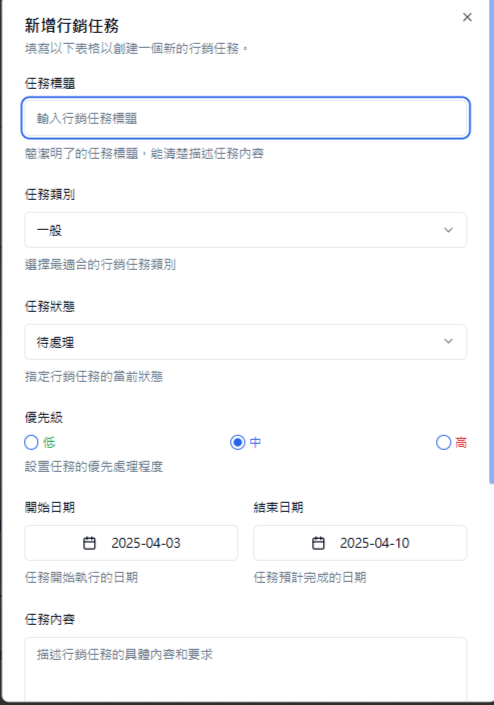 新增行銷任務
填寫以下表格以創建一個新的行銷任務。
任務標題
輸入行銷任務標題
簡潔明了的任務標題，能清楚描述任務內容
任務類別
一般
選擇最適合的行銷任務類別
任務狀態
待處理
指定行銷任務的當前狀態
優先級
低 中 高
設置任務的優先處理程度
開始日期 結束日期
2025-04-03 2025-04-10
任務開始執行的日期 任務預計完成的日期
任務內容
描述行銷任務的具體內容和要求